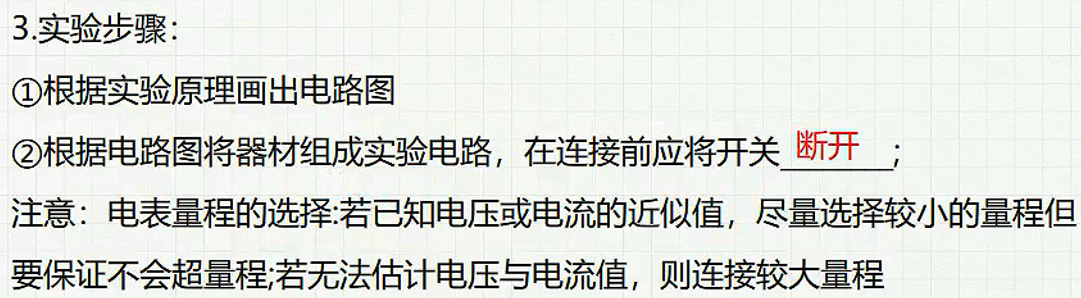 3.实验步骤：
①根据实验原理画出电路图
②根据电路图将器材组成实验电路，在连接前应将开关 断开 ;
注意：电表量程的选择:若已知电压或电流的近似值，尽量选择较小的量程但
要保证不会超量程;若无法估计电压与电流值，则连接较大量程